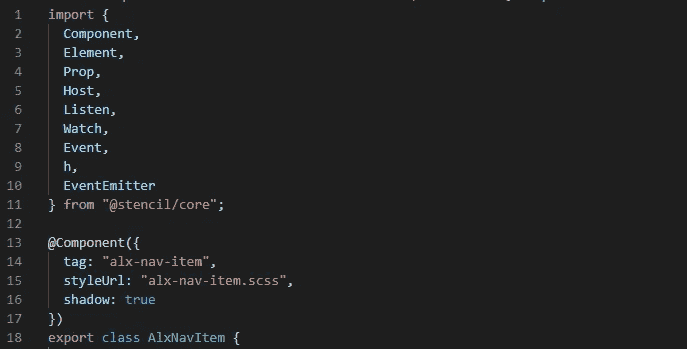 1 import {
2 Component,
3 Element,
4 Prop,
5 Host,
6 Listen,
7 Watch,
8 Event,
9 h,
10 EventEmitter
11 } from "@stencil/core";
12
13 @Component({
14 tag: "alx-nav-item",
15 styleUrl: "alx-nav-item.scss",
16 shadow: true
17 })
18 export class AlxNavItem {